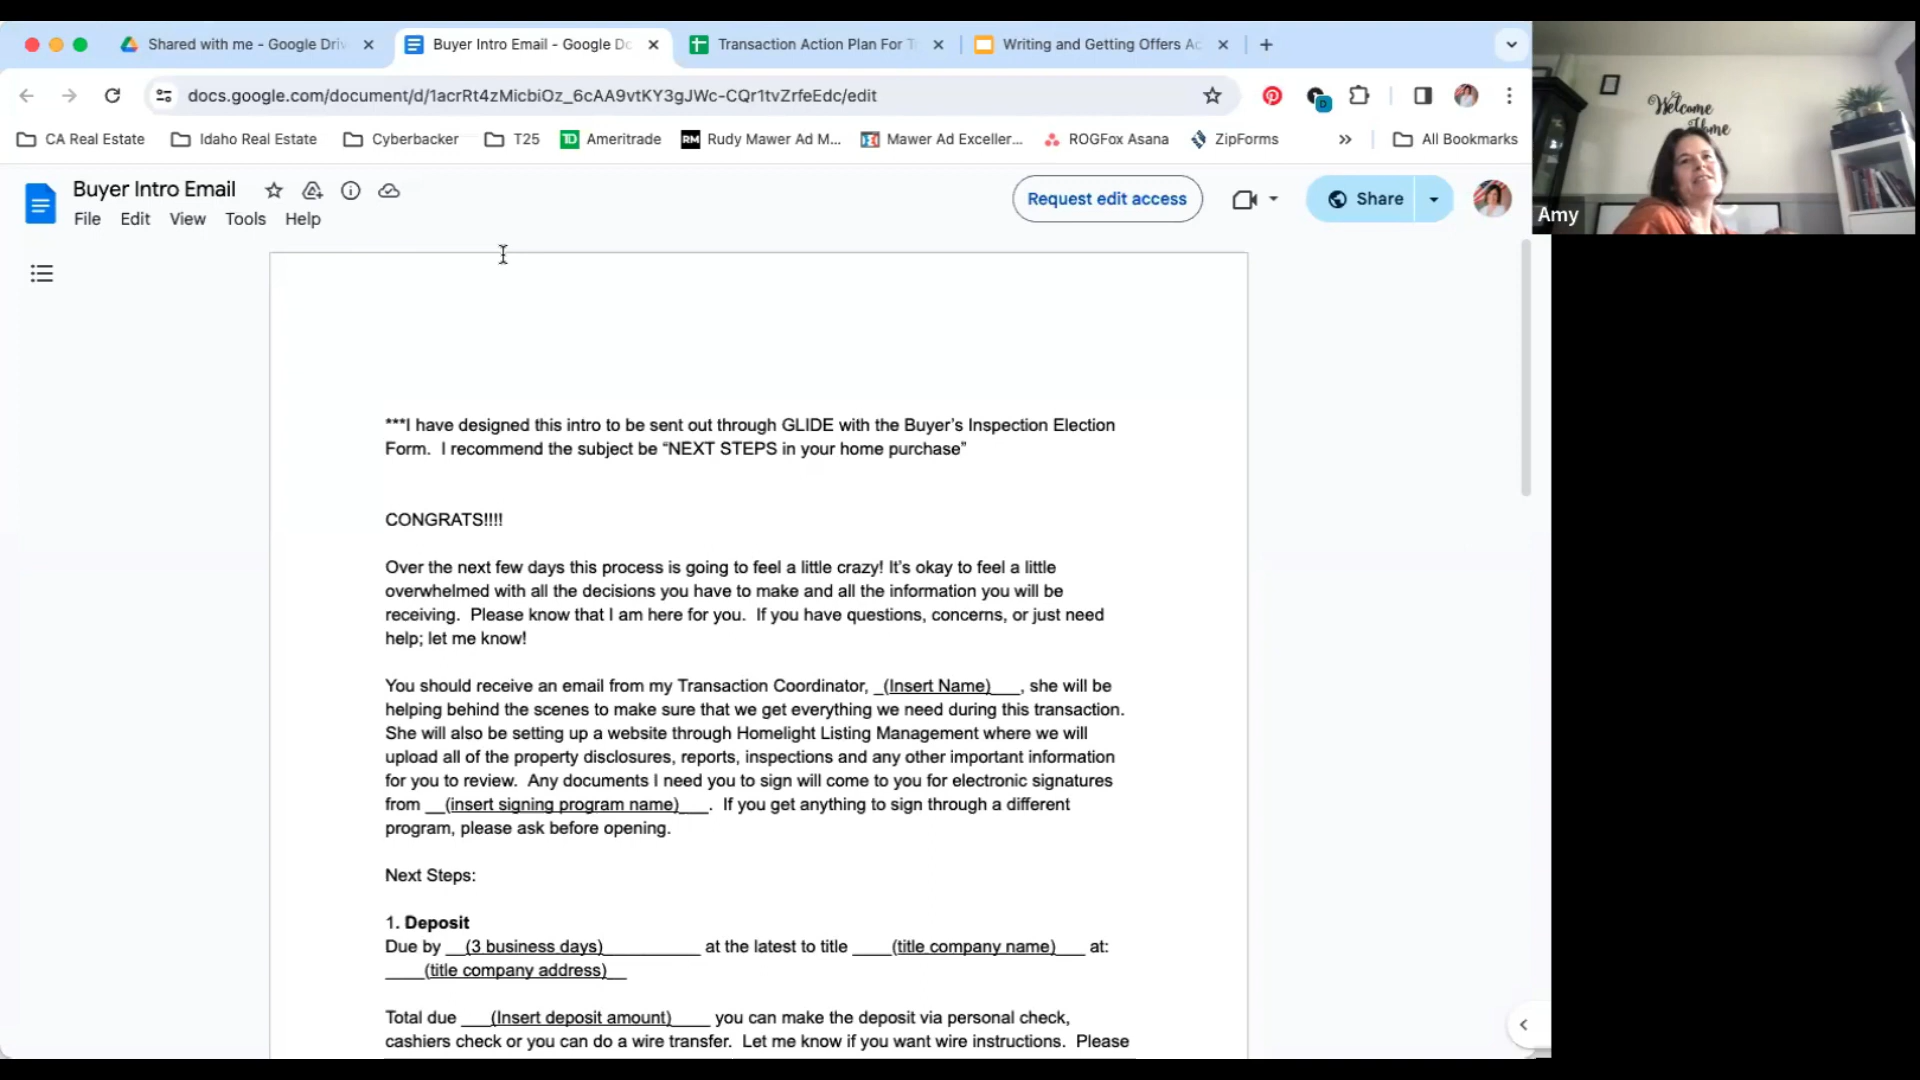 Shared with me - Google Driv
Buyer Intro Email - Google Do
Transaction Action Plan For T
Writing and Getting Offers Ac
docs.google.com/document/d/1acrRt4zMicbiOz_6cAA9vtKY3gJWc-CQr1tvZrfeEdc/edit
CA Real Estate
Idaho Real Estate
Cyberbacker
T25
Ameritrade
Rudy Mawer Ad M...
Mawer Ad Exceller...
ROGFox Asana
ZipForms
All Bookmarks
Buyer Intro Email
File Edit View Tools Help
Request edit access
Share
Welcome
Home
Amy
***I have designed this intro to be sent out through GLIDE with the Buyer’s Inspection Election
Form.  I recommend the subject be “NEXT STEPS in your home purchase”
CONGRATS!!!!
Over the next few days this process is going to feel a little crazy! It’s okay to feel a little
overwhelmed with all the decisions you have to make and all the information you will be
receiving.  Please know that I am here for you.  If you have questions, concerns, or just need
help; let me know!
You should receive an email from my Transaction Coordinator, _(Insert Name)___, she will be
helping behind the scenes to make sure that we get everything we need during this transaction.
She will also be setting up a website through Homelight Listing Management where we will
upload all of the property disclosures, reports, inspections and any other important information
for you to review.  Any documents I need you to sign will come to you for electronic signatures
from __(insert signing program name)___.  If you get anything to sign through a different
program, please ask before opening.
Next Steps:
1. Deposit
Due by __(3 business days)__________ at the latest to title ____(title company name)___ at:
____(title company address)__
Total due ___(Insert deposit amount)____ you can make the deposit via personal check,
cashiers check or you can do a wire transfer.  Let me know if you want wire instructions.  Please